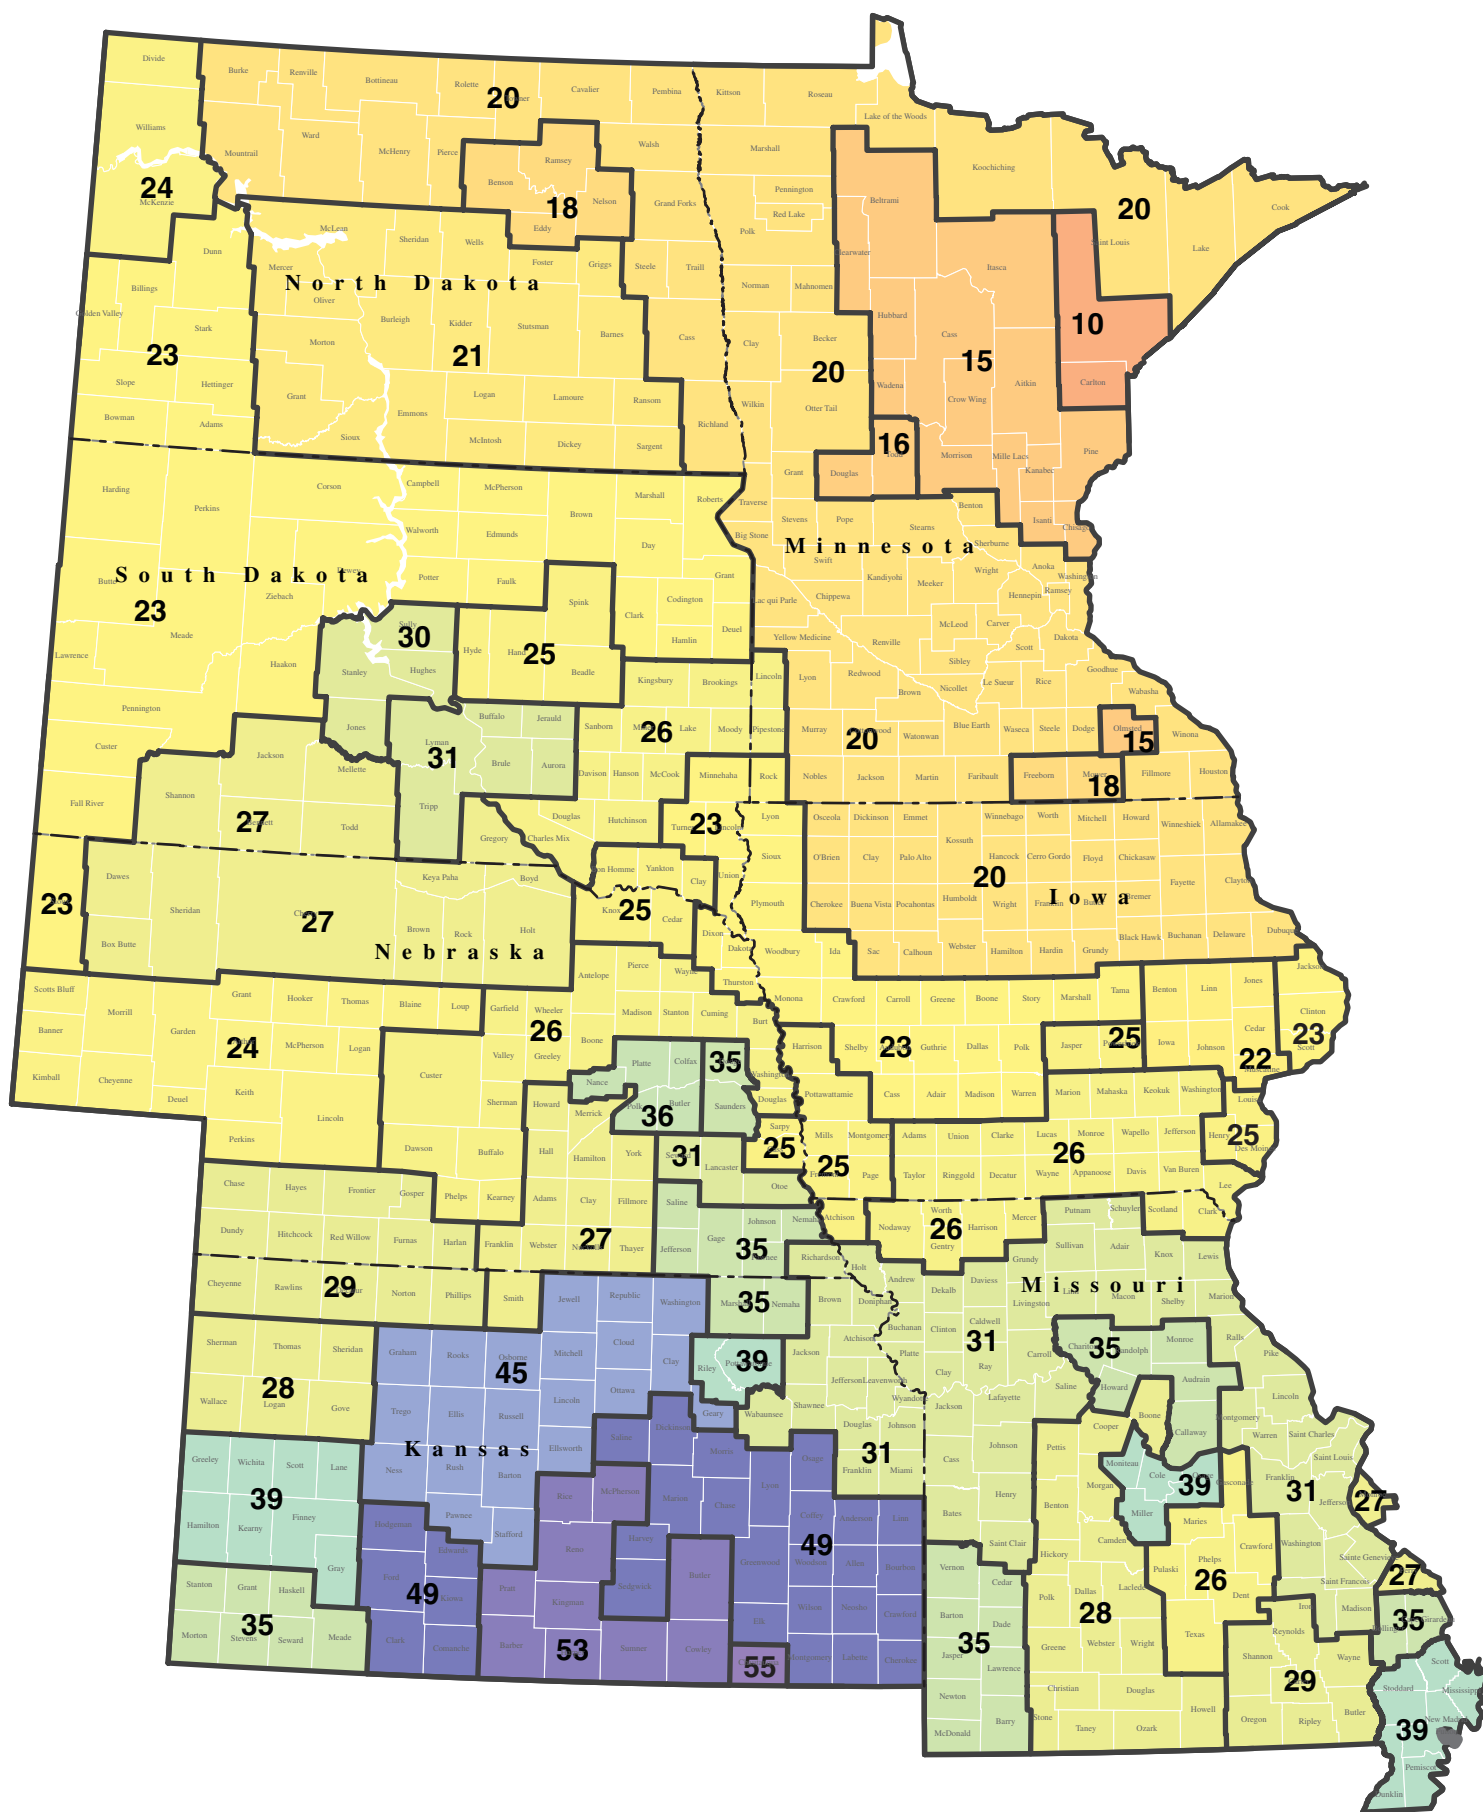 Divide
Burke
Renville
Bottineau
Rolette
Towner
Cavalier
Pembina
Kittson
Roseau
Lake of the Woods
20
Williams
Mountrail
Ward
McHenry
Pierce
Ramsey
Benson
Walsh
Marshall
Koochiching
Beltrami
24
McKenzie
18
Nelson
Eddy
Grand Forks
Pennington
Red Lake
Polk
Clearwater
20
Cook
Saint Louis
Lake
Dunn
McLean
Sheridan
Wells
Foster
Griggs
Steele
Traill
Norman
Mahnomen
Itasca
Mercer
North Dakota
Billings
Golden Valley
Oliver
Burleigh
Kidder
Stutsman
Barnes
Cass
Clay
Becker
Hubbard
Cass
10
Stark
23
Morton
21
20
15
Slope
Hettinger
Grant
Emmons
Logan
Lamoure
Ransom
Wilkin
Otter Tail
Wadena
Crow Wing
Aitkin
Carlton
Bowman
Adams
Sioux
McIntosh
Dickey
Sargent
Richland
16
Todd
Grant
Douglas
Morrison
Mille Lacs
Kanabec
Pine
Harding
Perkins
Corson
Campbell
McPherson
Brown
Marshall
Roberts
Traverse
Stevens
Pope
Stearns
Benton
Isanti
Chisago
Walworth
Edmunds
Day
Big Stone
Minnesota
Swift
Sherburne
South Dakota
Butte
Dewey
Ziebach
Potter
Faulk
Grant
Kandiyohi
Meeker
Wright
Anoka
Washington
Hennepin
Ramsey
23
Meade
Spink
Clark
Codington
Lac qui Parle
Chippewa
McLeod
Carver
30
Sully
Hyde
Hand
25
Hamlin
Deuel
Yellow Medicine
Renville
Scott
Dakota
Lawrence
Haakon
Stanley
Hughes
Beadle
Kingsbury
Brookings
Lincoln
Lyon
Redwood
Brown
Nicollet
Sibley
Le Sueur
Rice
Goodhue
Wabasha
Pennington
Jones
Buffalo
Jerauld
Sanborn
26
Lake
Moody
Pipestone
Murray
20
Watonwan
Blue Earth
Waseca
Steele
Dodge
Olmsted
15
Winona
Custer
Jackson
Mellette
Lyman
31
Brule
Aurora
Davison
Hanson
McCook
Minnehaha
Rock
Nobles
Jackson
Martin
Faribault
Freeborn
Mower
18
Fillmore
Houston
Fall River
Shannon
27
Bennett
Todd
Tripp
Gregory
Charles Mix
Douglas
Hutchinson
Turner
23
Lincoln
Lyon
Osceola
Dickinson
Emmet
Kossuth
Winnebago
Worth
Mitchell
Howard
Winneshiek
Allamakee
Sioux
O'Brien
Clay
Palo Alto
Hancock
Cerro Gordo
Floyd
Chickasaw
23
Dawes
Keya Paha
Boyd
Yankton
Clay
Union
20
Fayette
Clayton
Box Butte
Sheridan
27
Cherry
Brown
Rock
Holt
Knox
25
Cedar
Dixon
Dakota
Plymouth
Cherokee
Buena Vista
Pocahontas
Humboldt
Wright
Franklin
Butler
Bremer
Iowa
Nebraska
Woodbury
Ida
Sac
Calhoun
Webster
Hamilton
Hardin
Grundy
Black Hawk
Buchanan
Delaware
Dubuque
Scotts Bluff
Morrill
Grant
Hooker
Thomas
Blaine
Loup
Garfield
Wheeler
Antelope
Pierce
Wayne
Thurston
Monona
Crawford
Carroll
Greene
Boone
Story
Marshall
Tama
Benton
Linn
Jones
Jackson
Banner
Garden
24
McPherson
Logan
26
Boone
Madison
Stanton
Cuming
Burt
Harrison
Shelby
23
Guthrie
Dallas
Polk
Jasper
25
Iowa
Johnson
Cedar
Clinton
23
Scott
22
Muscatine
Kimball
Cheyenne
Deuel
Keith
Lincoln
Custer
Valley
Greeley
Sherman
Howard
Nance
Platte
Colfax
35
Washington
Pottawattamie
Cass
Adair
Madison
Warren
Marion
Mahaska
Keokuk
Washington
Louisa
Perkins
Dawson
Buffalo
Hall
Merrick
Polk
Butler
36
Saunders
Douglas
Sarpy
25
Mills
Montgomery
Adams
Union
Clarke
Lucas
Monroe
Wapello
Jefferson
Henry
25
Des Moines
Hamilton
York
31
Lancaster
Otoe
25
Page
Taylor
Ringgold
Decatur
Wayne
26
Appanoose
Davis
Van Buren
Lee
Chase
Hayes
Frontier
Gosper
Phelps
Kearney
Adams
Clay
Fillmore
Saline
Dundy
Hitchcock
Red Willow
Furnas
Harlan
Franklin
Webster
27
Thayer
Jefferson
Gage
Johnson
Nemaha
35
Pawnee
Richardson
Atchison
Nodaway
Worth
26
Gentry
Harrison
Mercer
Putnam
Schuyler
Scotland
Clark
Cheyenne
Rawlins
29
Norton
Phillips
Smith
Jewell
Republic
Washington
Marshall
35
Nemaha
Brown
Doniphan
Holt
Andrew
Dekalb
Daviess
Grundy
Sullivan
Adair
Knox
Lewis
Missouri
Linn
Macon
Shelby
Marion
Livingston
Sherman
Thomas
Sheridan
Graham
Rooks
Osborne
Mitchell
Cloud
Clay
Riley
39
Jackson
Atchison
Buchanan
Clinton
Caldwell
31
Platte
Clay
Ray
Carroll
Chariton
35
Randolph
Monroe
Ralls
Pike
45
28
Wallace
Logan
Gove
Trego
Ellis
Russell
Lincoln
Ottawa
Geary
Wabaunsee
Shawnee
Jefferson
Leavenworth
Wyandotte
Jackson
Lafayette
Saline
Howard
Boone
Audrain
Callaway
Montgomery
Lincoln
Warren
Saint Charles
Kansas
Ellsworth
Saline
Dickinson
Morris
Douglas
Johnson
Cass
Johnson
Pettis
Cooper
Moniteau
Cole
39
Osage
Gasconade
Franklin
Saint Louis
Greeley
Wichita
Scott
Lane
Ness
Rush
Barton
Rice
McPherson
Marion
Chase
Lyon
Osage
Franklin
31
Miami
Henry
Benton
Morgan
Miller
Maries
31
Jefferson
27
39
Hamilton
Kearny
Finney
Hodgeman
Pawnee
Stafford
Reno
Harvey
Coffey
Anderson
Linn
Bates
Saint Clair
Hickory
Camden
Pulaski
Phelps
Crawford
Washington
Sainte Genevieve
Gray
Edwards
Ford
Kiowa
49
Pratt
Kingman
Sedgwick
Butler
Greenwood
Woodson
49
Allen
Bourbon
Vernon
Cedar
Polk
Dallas
Laclede
26
Dent
Saint Francois
27
Stanton
Grant
Haskell
35
Morton
Stevens
Seward
Meade
Clark
Comanche
Barber
53
Sumner
Cowley
Elk
Wilson
Neosho
Crawford
Barton
Dade
28
Greene
Webster
Wright
Texas
Iron
Reynolds
Madison
35
Chautauqua
55
Montgomery
Labette
Cherokee
35
Jasper
Lawrence
Newton
Christian
Douglas
Howell
Shannon
29
Wayne
Scott
Stoddard
Mississippi
McDonald
Barry
Stone
Taney
Ozark
Oregon
Ripley
Butler
39
New Madrid
Pemiscot
Dunklin